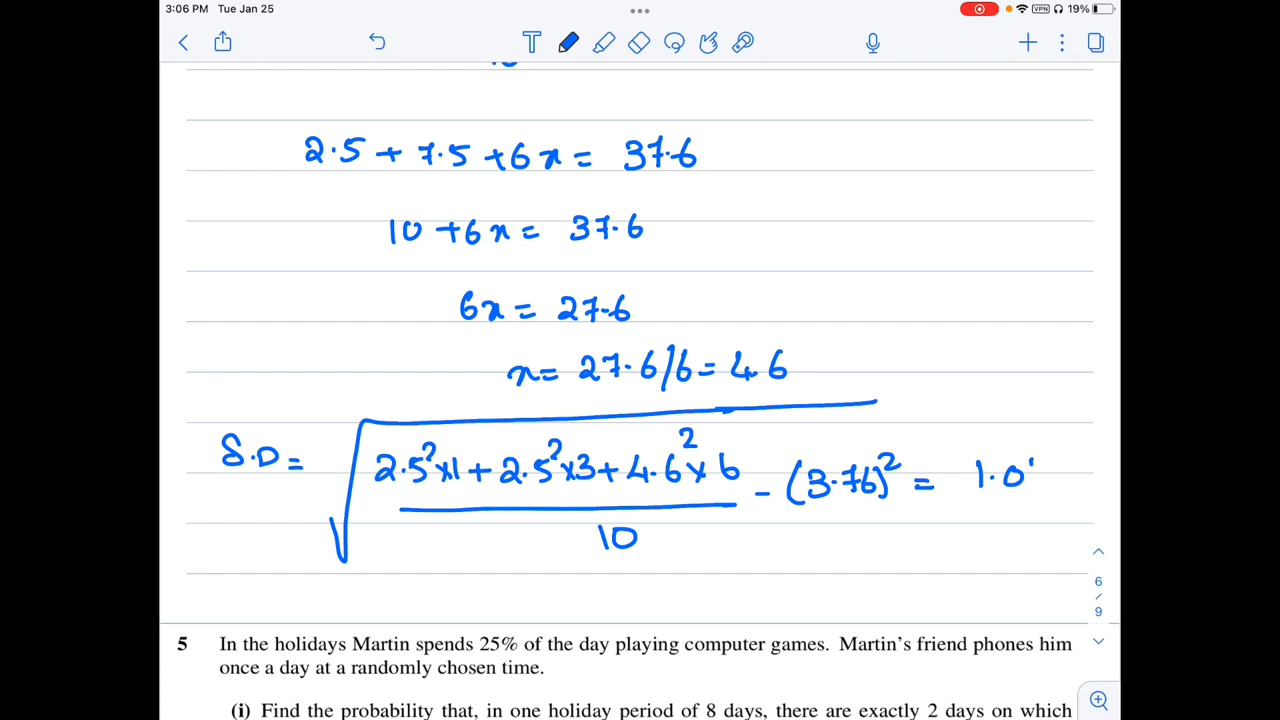 3:06 PM Tue Jan 25
VPN 19%
2.5 + 7.5 + 6x = 37.6
10 + 6x = 37.6
6x = 27.6
x = 27.6/6 = 4.6
S.D = √((2.5²x1 + 2.5²x3 + 4.6²x6)/10 - (3.76)²) = 1.0
6
/
9
5 In the holidays Martin spends 25% of the day playing computer games. Martin's friend phones him
once a day at a randomly chosen time.
(i) Find the probability that, in one holiday period of 8 days, there are exactly 2 days on which